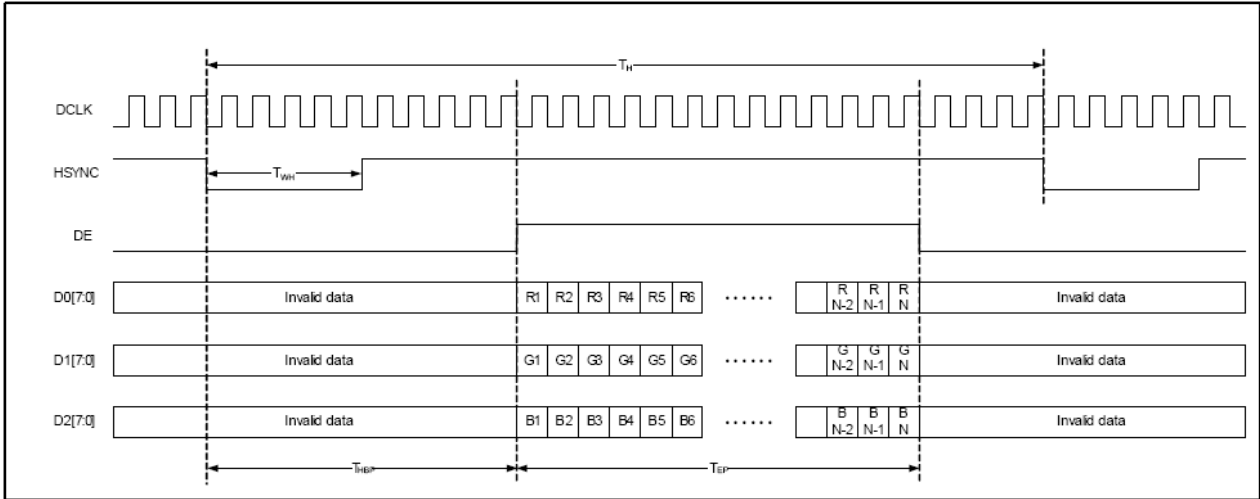 TH
DCLK
HSYNC
TWH
DE
D0[7:0]
Invalid data
R1 R2 R3 R4 R5 R6 ······ R N-2 R N-1 R N
Invalid data
D1[7:0]
Invalid data
G1 G2 G3 G4 G5 G6 ······ G N-2 G N-1 G N
Invalid data
D2[7:0]
Invalid data
B1 B2 B3 B4 B5 B6 ······ B N-2 B N-1 B N
Invalid data
THBP
TEP